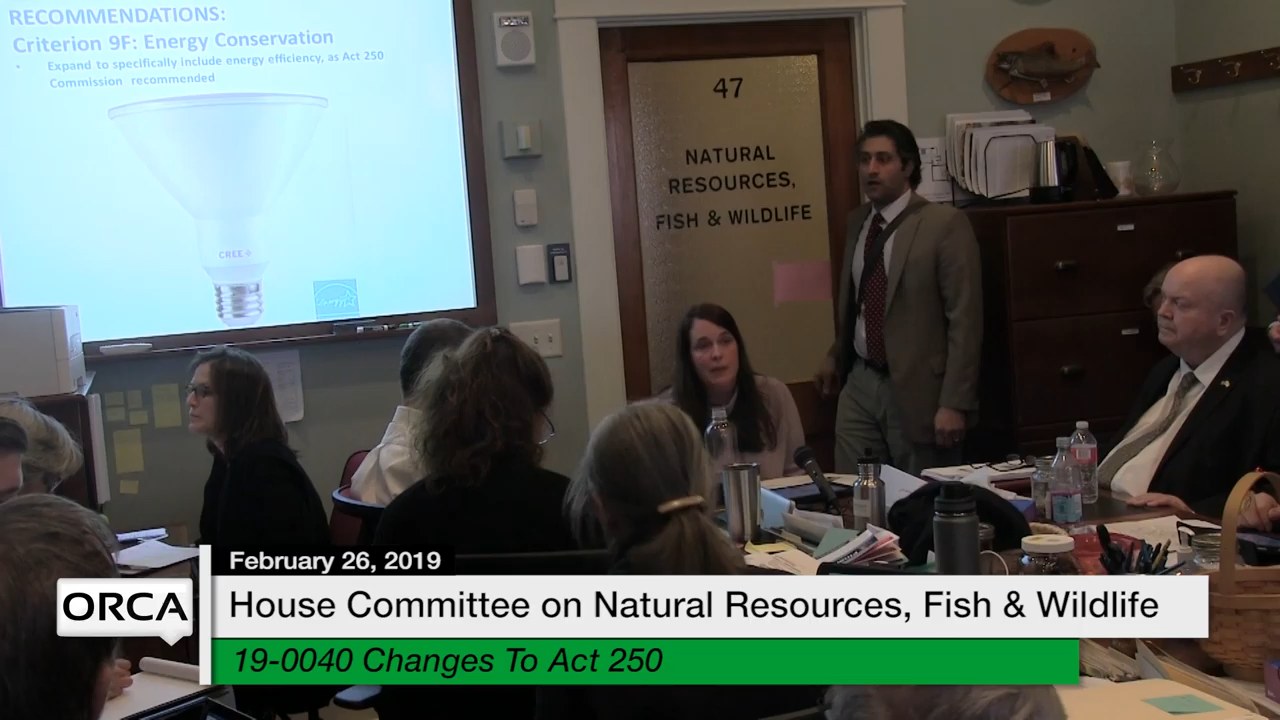 RECOMMENDATIONS:
Criterion 9F: Energy Conservation
• Expand to specifically include energy efficiency, as Act 250
Commission recommended
CREE
47
NATURAL
RESOURCES,
FISH & WILDLIFE
February 26, 2019
ORCA
House Committee on Natural Resources, Fish & Wildlife
19-0040 Changes To Act 250